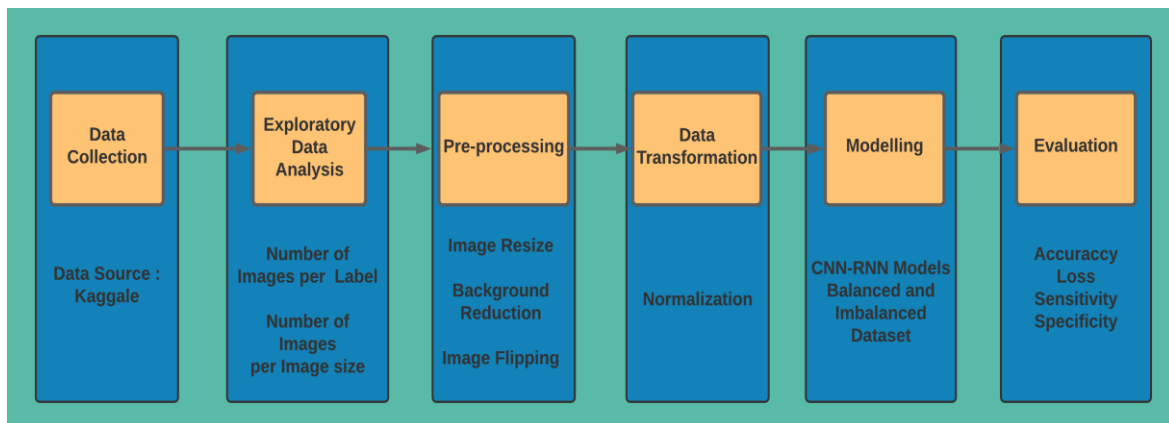 Data
Collection
Data Source :
Kaggale
Exploratory
Data
Analysis
Number of
Images per Label
Number of
Images
per Image size
Pre-processing
Image Resize
Background
Reduction
Image Flipping
Data
Transformation
Normalization
Modelling
CNN-RNN Models
Balanced and
Imbalanced
Dataset
Evaluation
Accuraccy
Loss
Sensitivity
Specificity